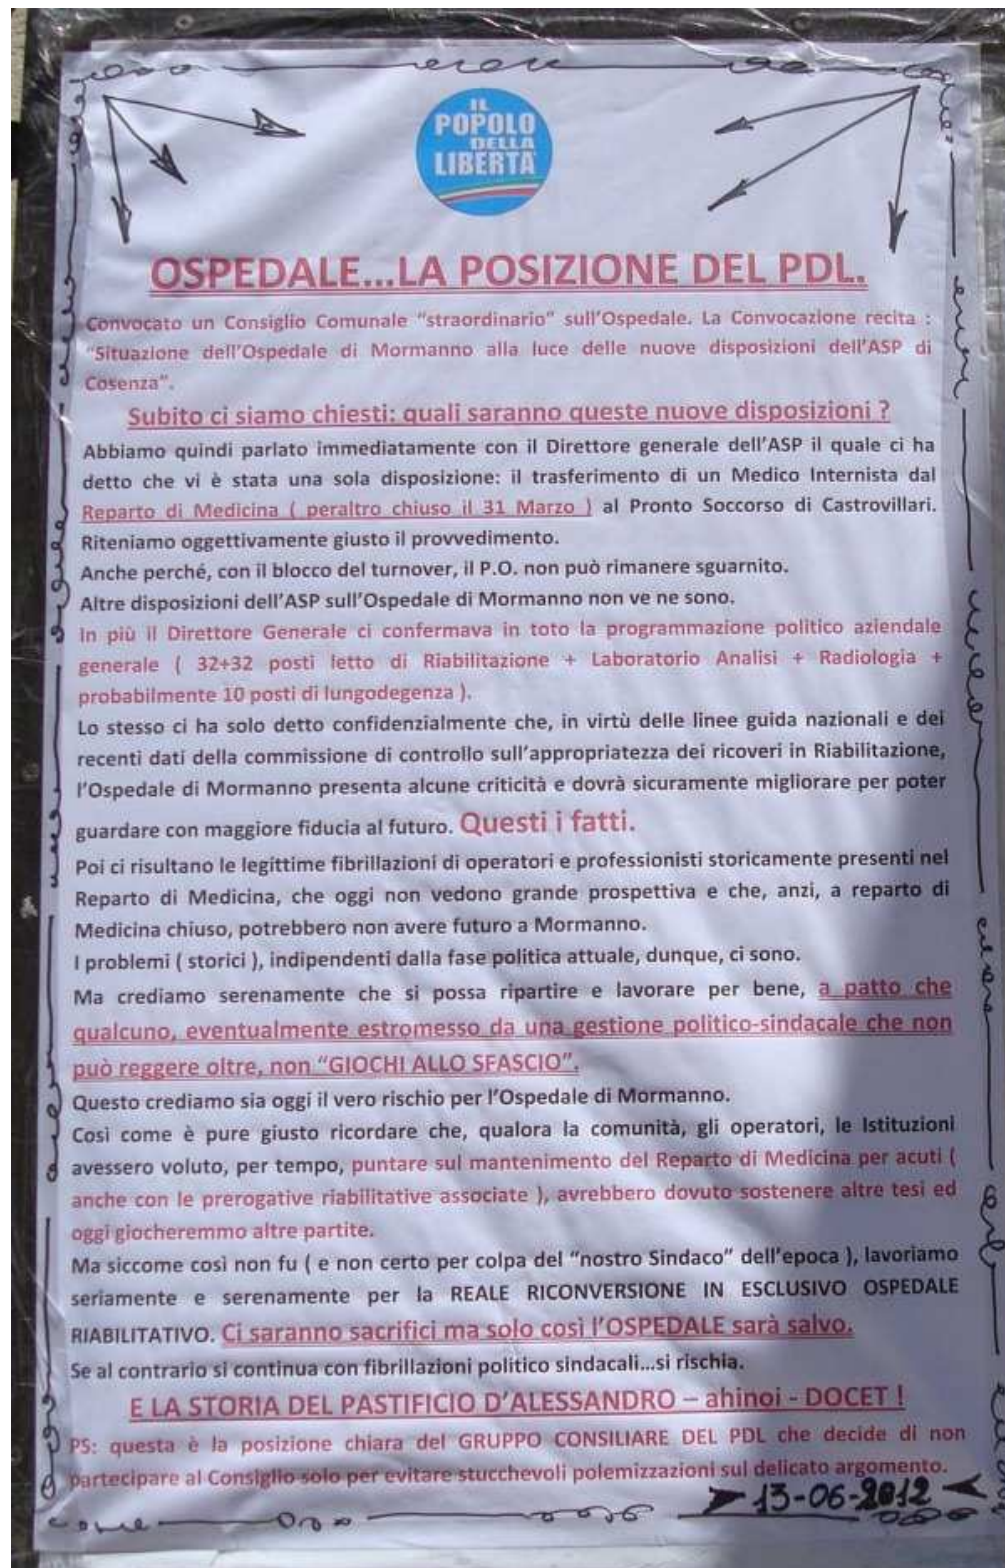 IL
POPOLO
DELLA
LIBERTÀ
OSPEDALE...LA POSIZIONE DEL PDL.
Convocato un Consiglio Comunale “straordinario” sull’Ospedale. La Convocazione recita :
“Situazione dell’Ospedale di Mormanno alla luce delle nuove disposizioni dell’ASP di
Cosenza”.
Subito ci siamo chiesti: quali saranno queste nuove disposizioni ?
Abbiamo quindi parlato immediatamente con il Direttore generale dell’ASP il quale ci ha
detto che vi è stata una sola disposizione: il trasferimento di un Medico Internista dal
Reparto di Medicina ( peraltro chiuso il 31 Marzo ) al Pronto Soccorso di Castrovillari.
Riteniamo oggettivamente giusto il provvedimento.
Anche perché, con il blocco del turnover, il P.O. non può rimanere sguarnito.
Altre disposizioni dell’ASP sull’Ospedale di Mormanno non ve ne sono.
In più il Direttore Generale ci confermava in toto la programmazione politico aziendale
generale ( 32+32 posti letto di Riabilitazione + Laboratorio Analisi + Radiologia +
probabilmente 10 posti di lungodegenza ).
Lo stesso ci ha solo detto confidenzialmente che, in virtù delle linee guida nazionali e dei
recenti dati della commissione di controllo sull’appropriatezza dei ricoveri in Riabilitazione,
l’Ospedale di Mormanno presenta alcune criticità e dovrà sicuramente migliorare per poter
guardare con maggiore fiducia al futuro. Questi i fatti.
Poi ci risultano le legittime fibrillazioni di operatori e professionisti storicamente presenti nel
Reparto di Medicina, che oggi non vedono grande prospettiva e che, anzi, a reparto di
Medicina chiuso, potrebbero non avere futuro a Mormanno.
I problemi ( storici ), indipendenti dalla fase politica attuale, dunque, ci sono.
Ma crediamo serenamente che si possa ripartire e lavorare per bene, a patto che
qualcuno, eventualmente estromesso da una gestione politico-sindacale che non
può reggere oltre, non “GIOCHI ALLO SFASCIO”.
Questo crediamo sia oggi il vero rischio per l’Ospedale di Mormanno.
Così come è pure giusto ricordare che, qualora la comunità, gli operatori, le Istituzioni
avessero voluto, per tempo, puntare sul mantenimento del Reparto di Medicina per acuti (
anche con le prerogative riabilitative associate ), avrebbero dovuto sostenere altre tesi ed
oggi giocheremmo altre partite.
Ma siccome così non fu ( e non certo per colpa del “nostro Sindaco” dell’epoca ), lavoriamo
seriamente e serenamente per la REALE RICONVERSIONE IN ESCLUSIVO OSPEDALE
RIABILITATIVO. Ci saranno sacrifici ma solo così l’OSPEDALE sarà salvo.
Se al contrario si continua con fibrillazioni politico sindacali...si rischia.
E LA STORIA DEL PASTIFICIO D’ALESSANDRO – ahinoi - DOCET !
PS: questa è la posizione chiara del GRUPPO CONSILIARE DEL PDL che decide di non
partecipare al Consiglio solo per evitare stucchevoli polemizzazioni sul delicato argomento.
13-06-2012